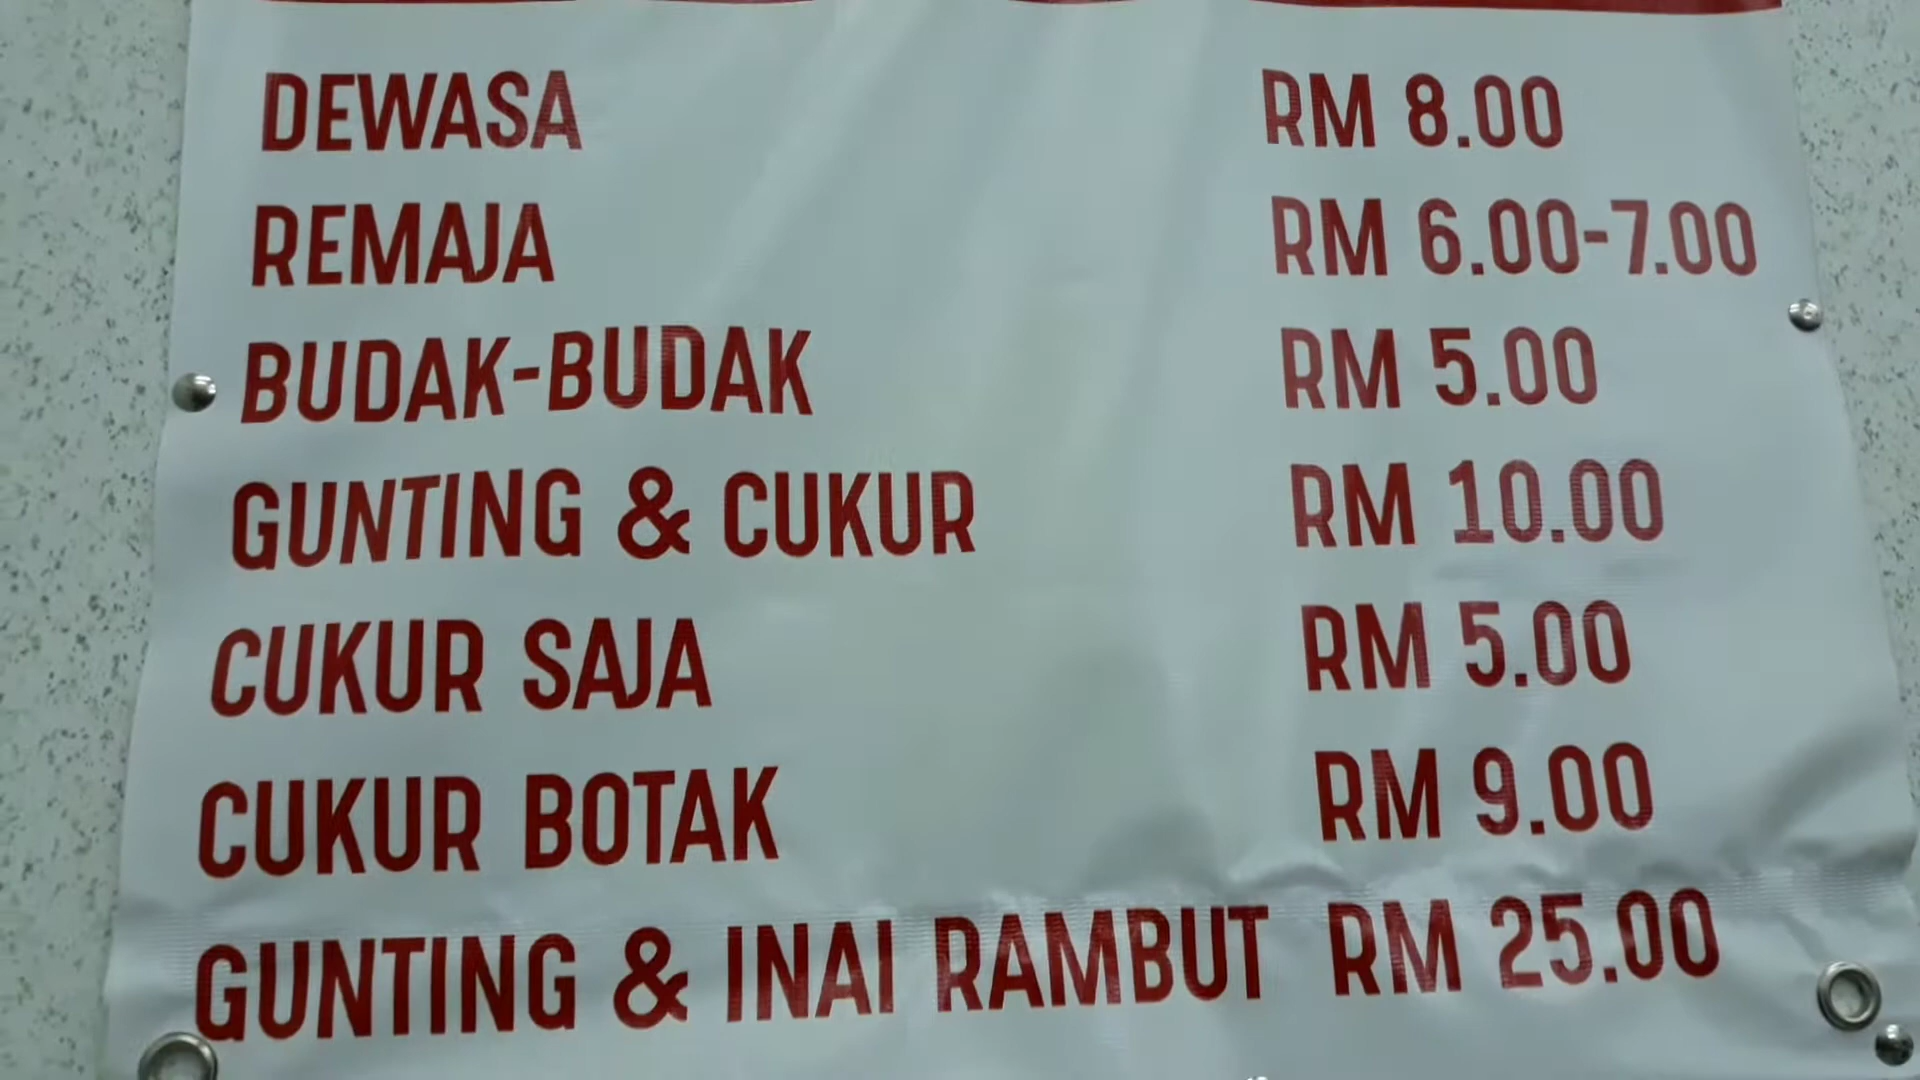 DEWASA RM 8.00
REMAJA RM 6.00-7.00
BUDAK-BUDAK RM 5.00
GUNTING & CUKUR RM 10.00
CUKUR SAJA RM 5.00
CUKUR BOTAK RM 9.00
GUNTING & INAI RAMBUT RM 25.00